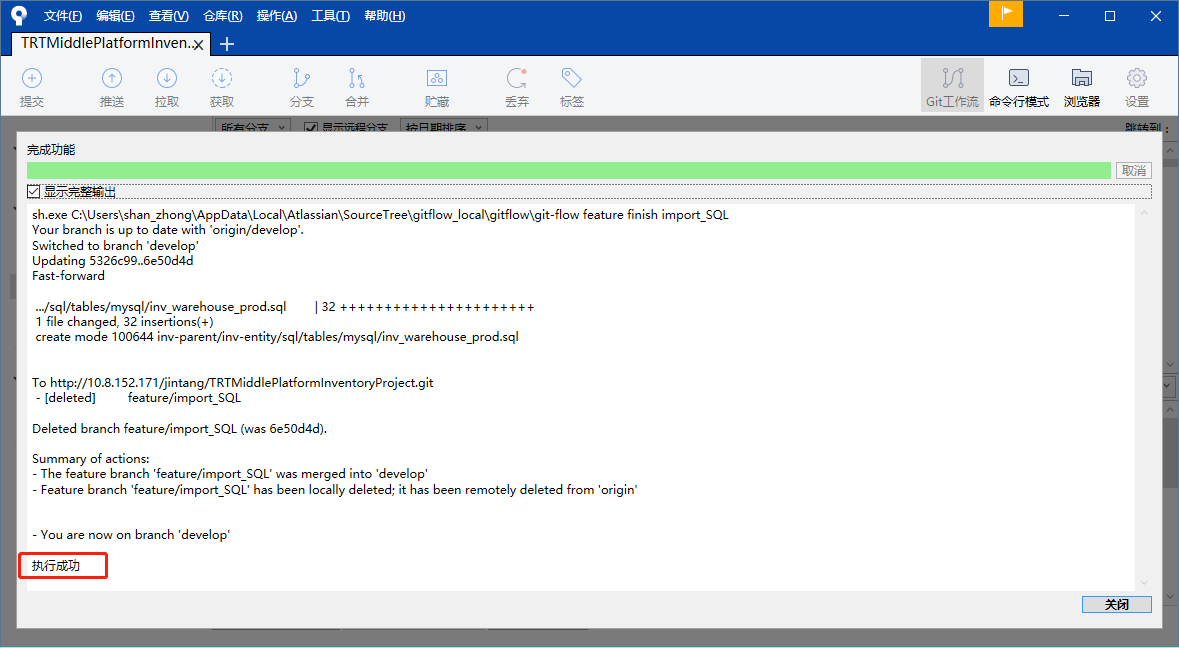 文件(F) 编辑(E) 查看(V) 仓库(R) 操作(A) 工具(T) 帮助(H)
TRTMiddlePlatformInven..
提交 推送 拉取 获取 分支 合并 贮藏 丢弃 标签 Git工作流 命令行模式 浏览器 设置
所有分支 显示远程分支 按日期排序 跳转到:
完成功能
取消
显示完整输出
sh.exe C:\Users\shan_zhong\AppData\Local\Atlassian\SourceTree\gitflow_local\gitflow\git-flow feature finish import_SQL
Your branch is up to date with 'origin/develop'.
Switched to branch 'develop'
Updating 5326c99..6e50d4d
Fast-forward
.../sql/tables/mysql/inv_warehouse_prod.sql | 32 ++++++++++++++++++++++
1 file changed, 32 insertions(+)
create mode 100644 inv-parent/inv-entity/sql/tables/mysql/inv_warehouse_prod.sql
To http://10.8.152.171/jintang/TRTMiddlePlatformInventoryProject.git
- [deleted] feature/import_SQL
Deleted branch feature/import_SQL (was 6e50d4d).
Summary of actions:
- The feature branch 'feature/import_SQL' was merged into 'develop'
- Feature branch 'feature/import_SQL' has been locally deleted; it has been remotely deleted from 'origin'
- You are now on branch 'develop'
执行成功
关闭